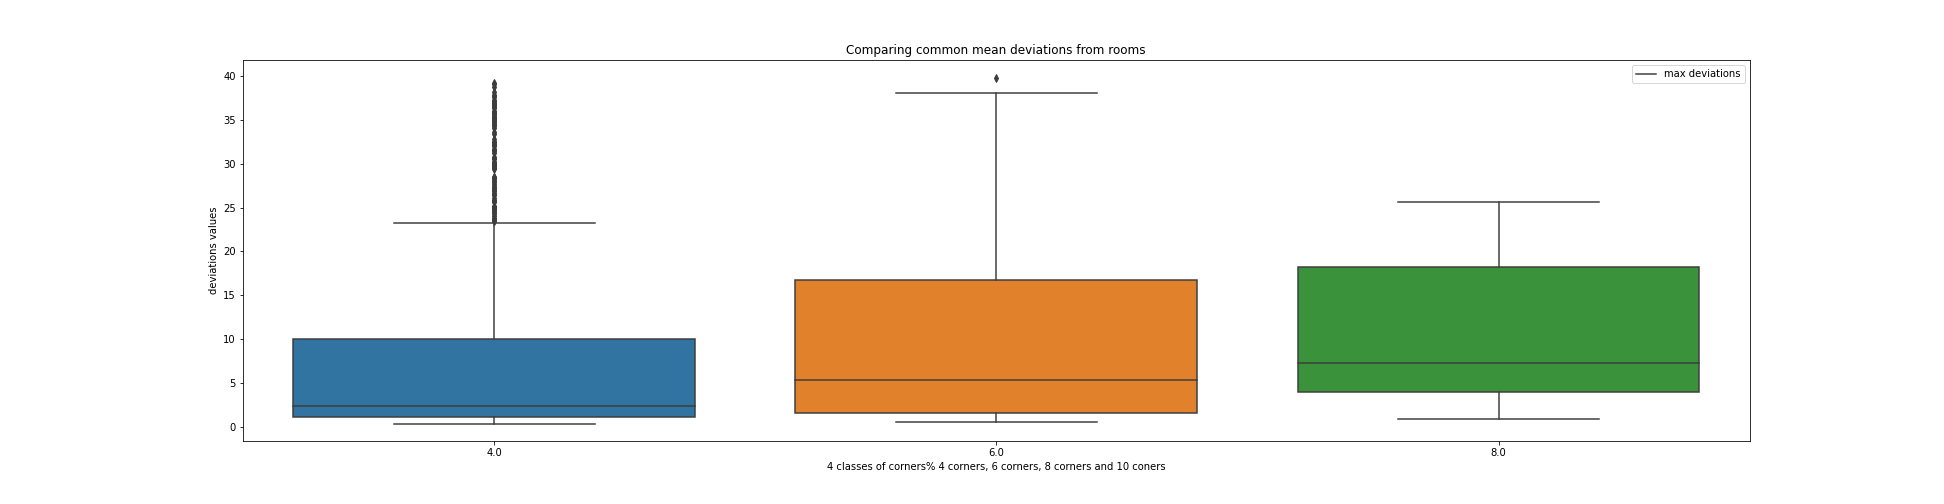 Comparing common mean deviations from rooms
max deviations
deviations values
40
35
30
25
20
15
10
5
0
4.0 6.0 8.0
4 classes of corners% 4 corners, 6 corners, 8 corners and 10 coners